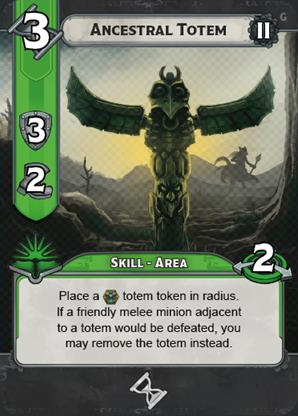 3
ANCESTRAL TOTEM
II
G
3
2
SKILL - AREA
2
Place a totem token in radius.
If a friendly melee minion adjacent
to a totem would be defeated, you
may remove the totem instead.